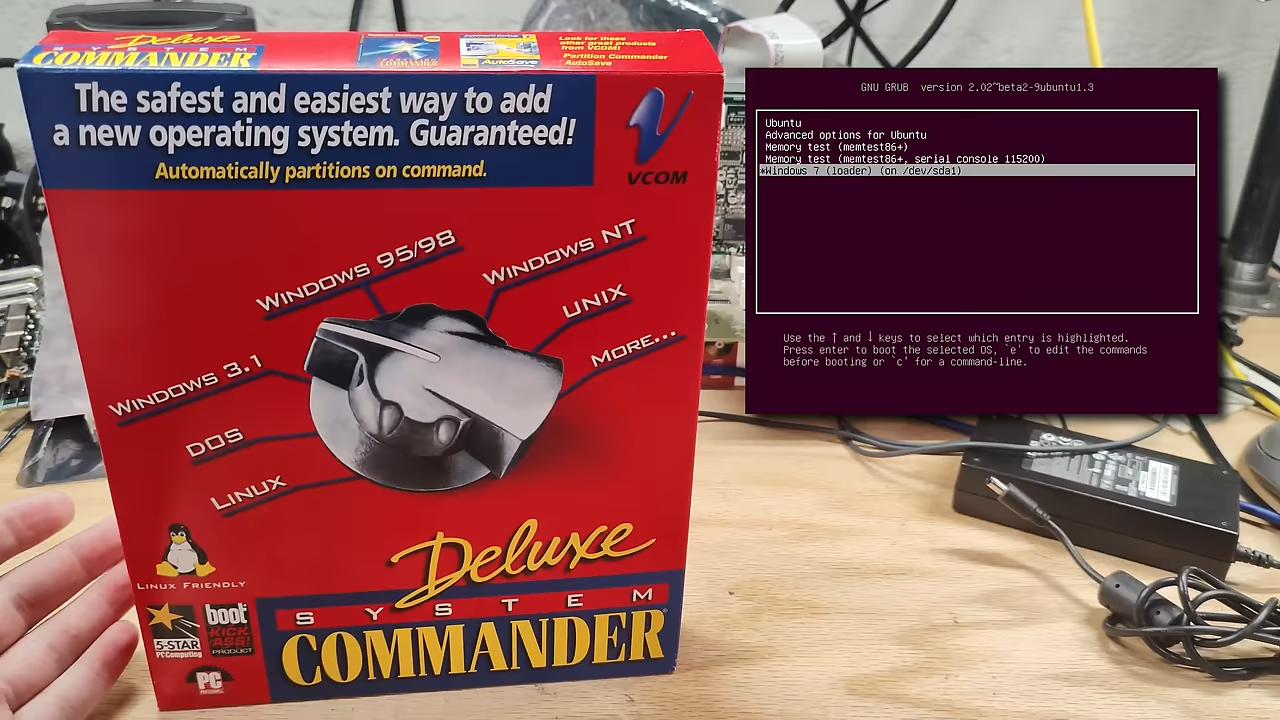 Deluxe
SYSTEM
COMMANDER
COMMANDER
Automatic Backup!
AutoSave
Look for these
other great products
from VCOM!
Partition Commander
AutoSave
The safest and easiest way to add
a new operating system. Guaranteed!
Automatically partitions on command.
VCOM
WINDOWS 95/98
WINDOWS NT
UNIX
MORE...
WINDOWS 3.1
DOS
LINUX
LINUX FRIENDLY
5-STAR
PC Computing
boot
KICK
ASS!
PRODUCT
PC
Deluxe
SYSTEM
COMMANDER®
GNU GRUB version 2.02~beta2-9ubuntu1.3
Ubuntu
Advanced options for Ubuntu
Memory test (memtest86+)
Memory test (memtest86+, serial console 115200)
*Windows 7 (loader) (on /dev/sda1)
Use the ↑ and ↓ keys to select which entry is highlighted.
Press enter to boot the selected OS, `e' to edit the commands
before booting or `c' for a command-line.